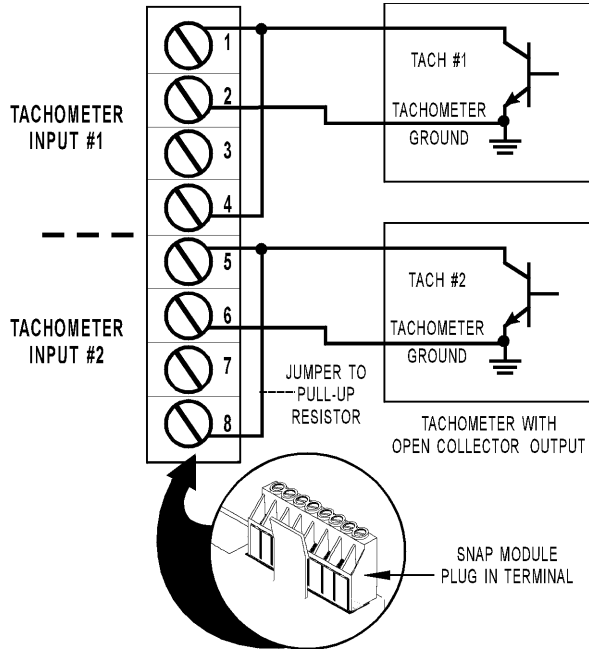 1
TACH #1
TACHOMETER
INPUT #1
2
TACHOMETER
GROUND
3
4
5
TACH #2
TACHOMETER
INPUT #2
6
TACHOMETER
GROUND
7
JUMPER TO
PULL-UP
RESISTOR
8
TACHOMETER WITH
OPEN COLLECTOR OUTPUT
SNAP MODULE
PLUG IN TERMINAL